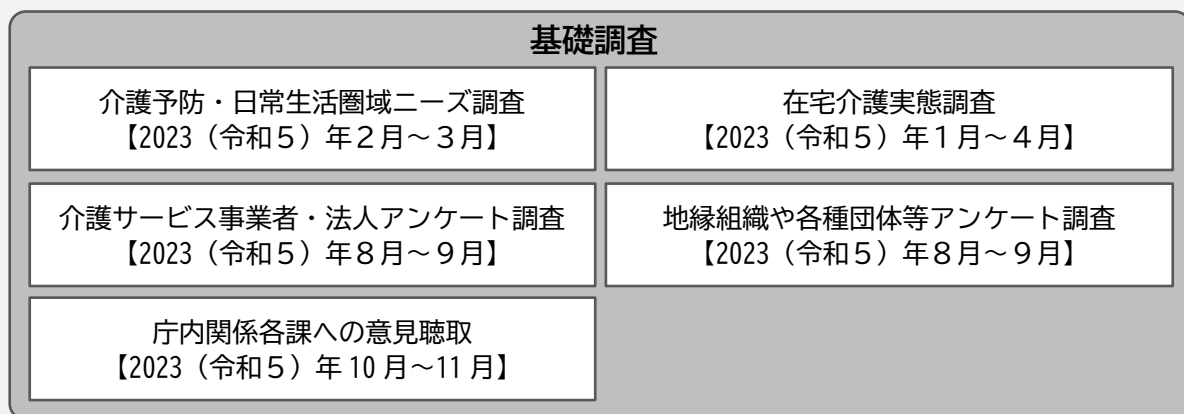 基礎調査
介護予防・日常生活圏域ニーズ調査
【2023（令和５）年２月～３月】
在宅介護実態調査
【2023（令和５）年１月～４月】
介護サービス事業者・法人アンケート調査
【2023（令和５）年８月～９月】
地縁組織や各種団体等アンケート調査
【2023（令和５）年８月～９月】
庁内関係各課への意見聴取
【2023（令和５）年 10 月～11 月】